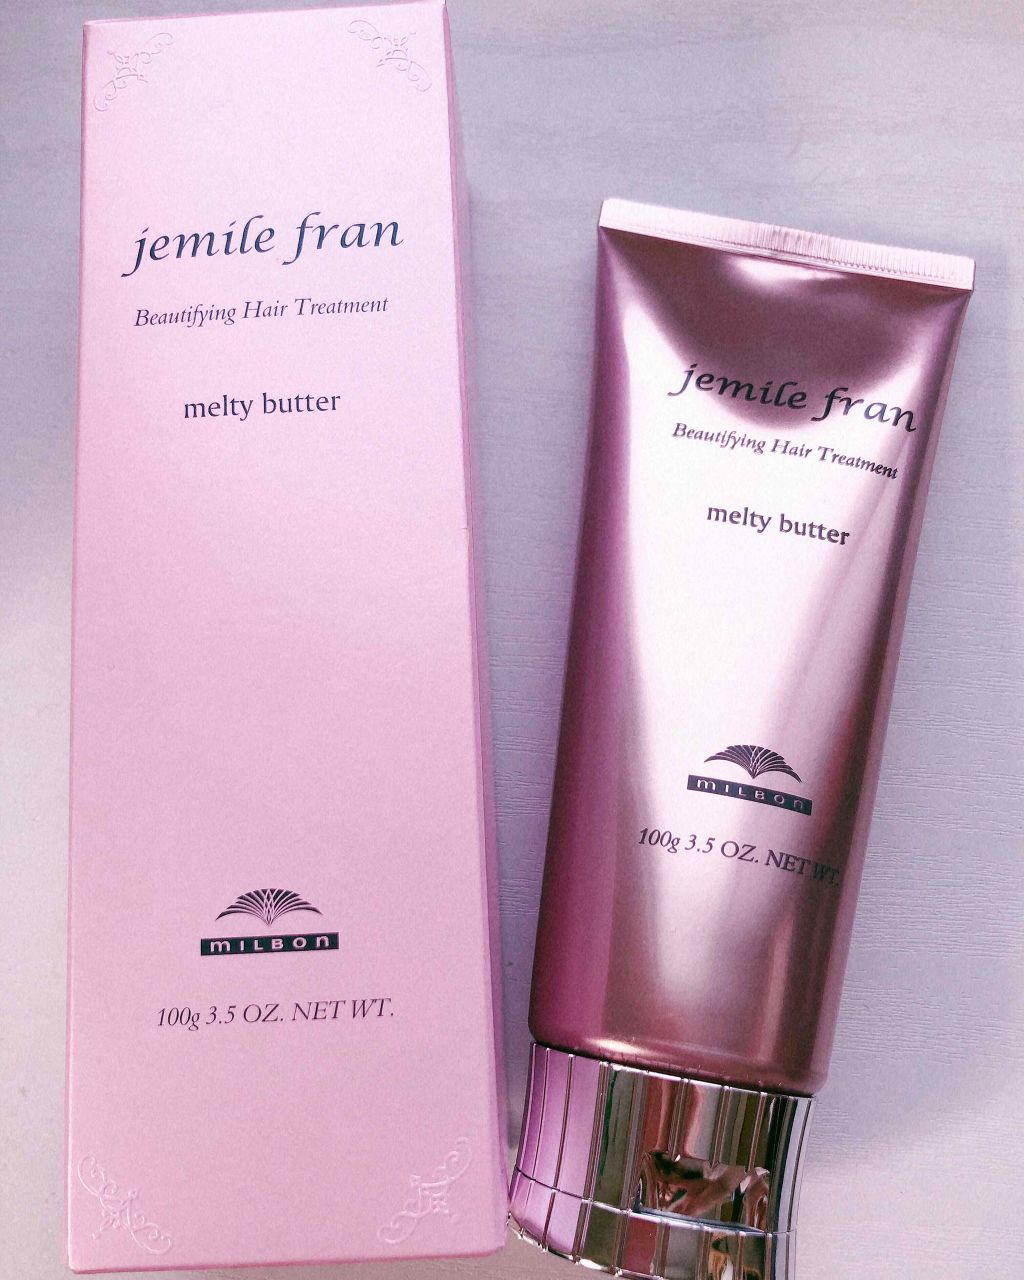 jemile fran
Beautifying Hair Treatment
melty butter
MILBON
100g 3.5 OZ. NET WT.
jemile fran
Beautifying Hair Treatment
melty butter
MILBON
100g 3.5 OZ. NET WT.